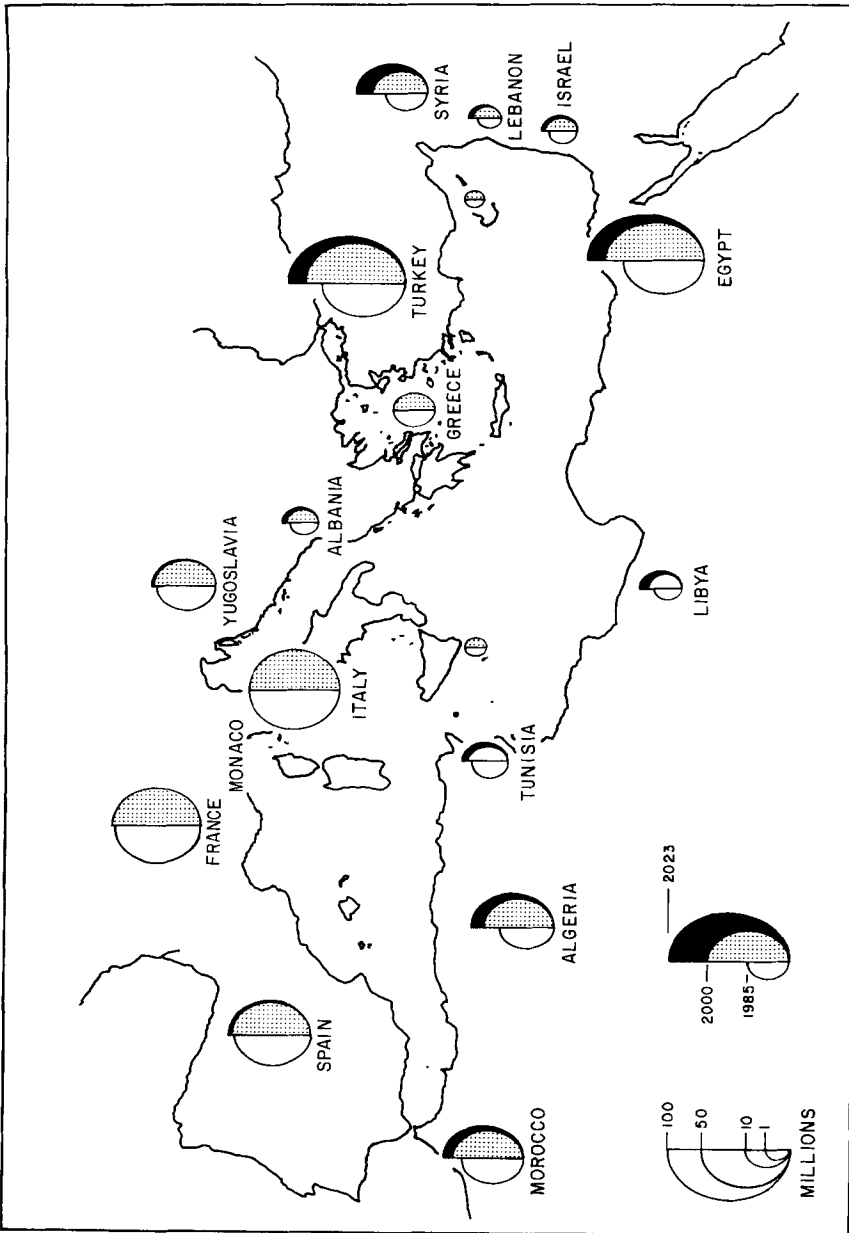 SYRIA
LEBANON
ISRAEL
TURKEY
EGYPT
GREECE
ALBANIA
YUGOSLAVIA
LIBYA
ITALY
MONACO
TUNISIA
FRANCE
ALGERIA
SPAIN
MOROCCO
2023
2000
1985
100
50
10
1
MILLIONS